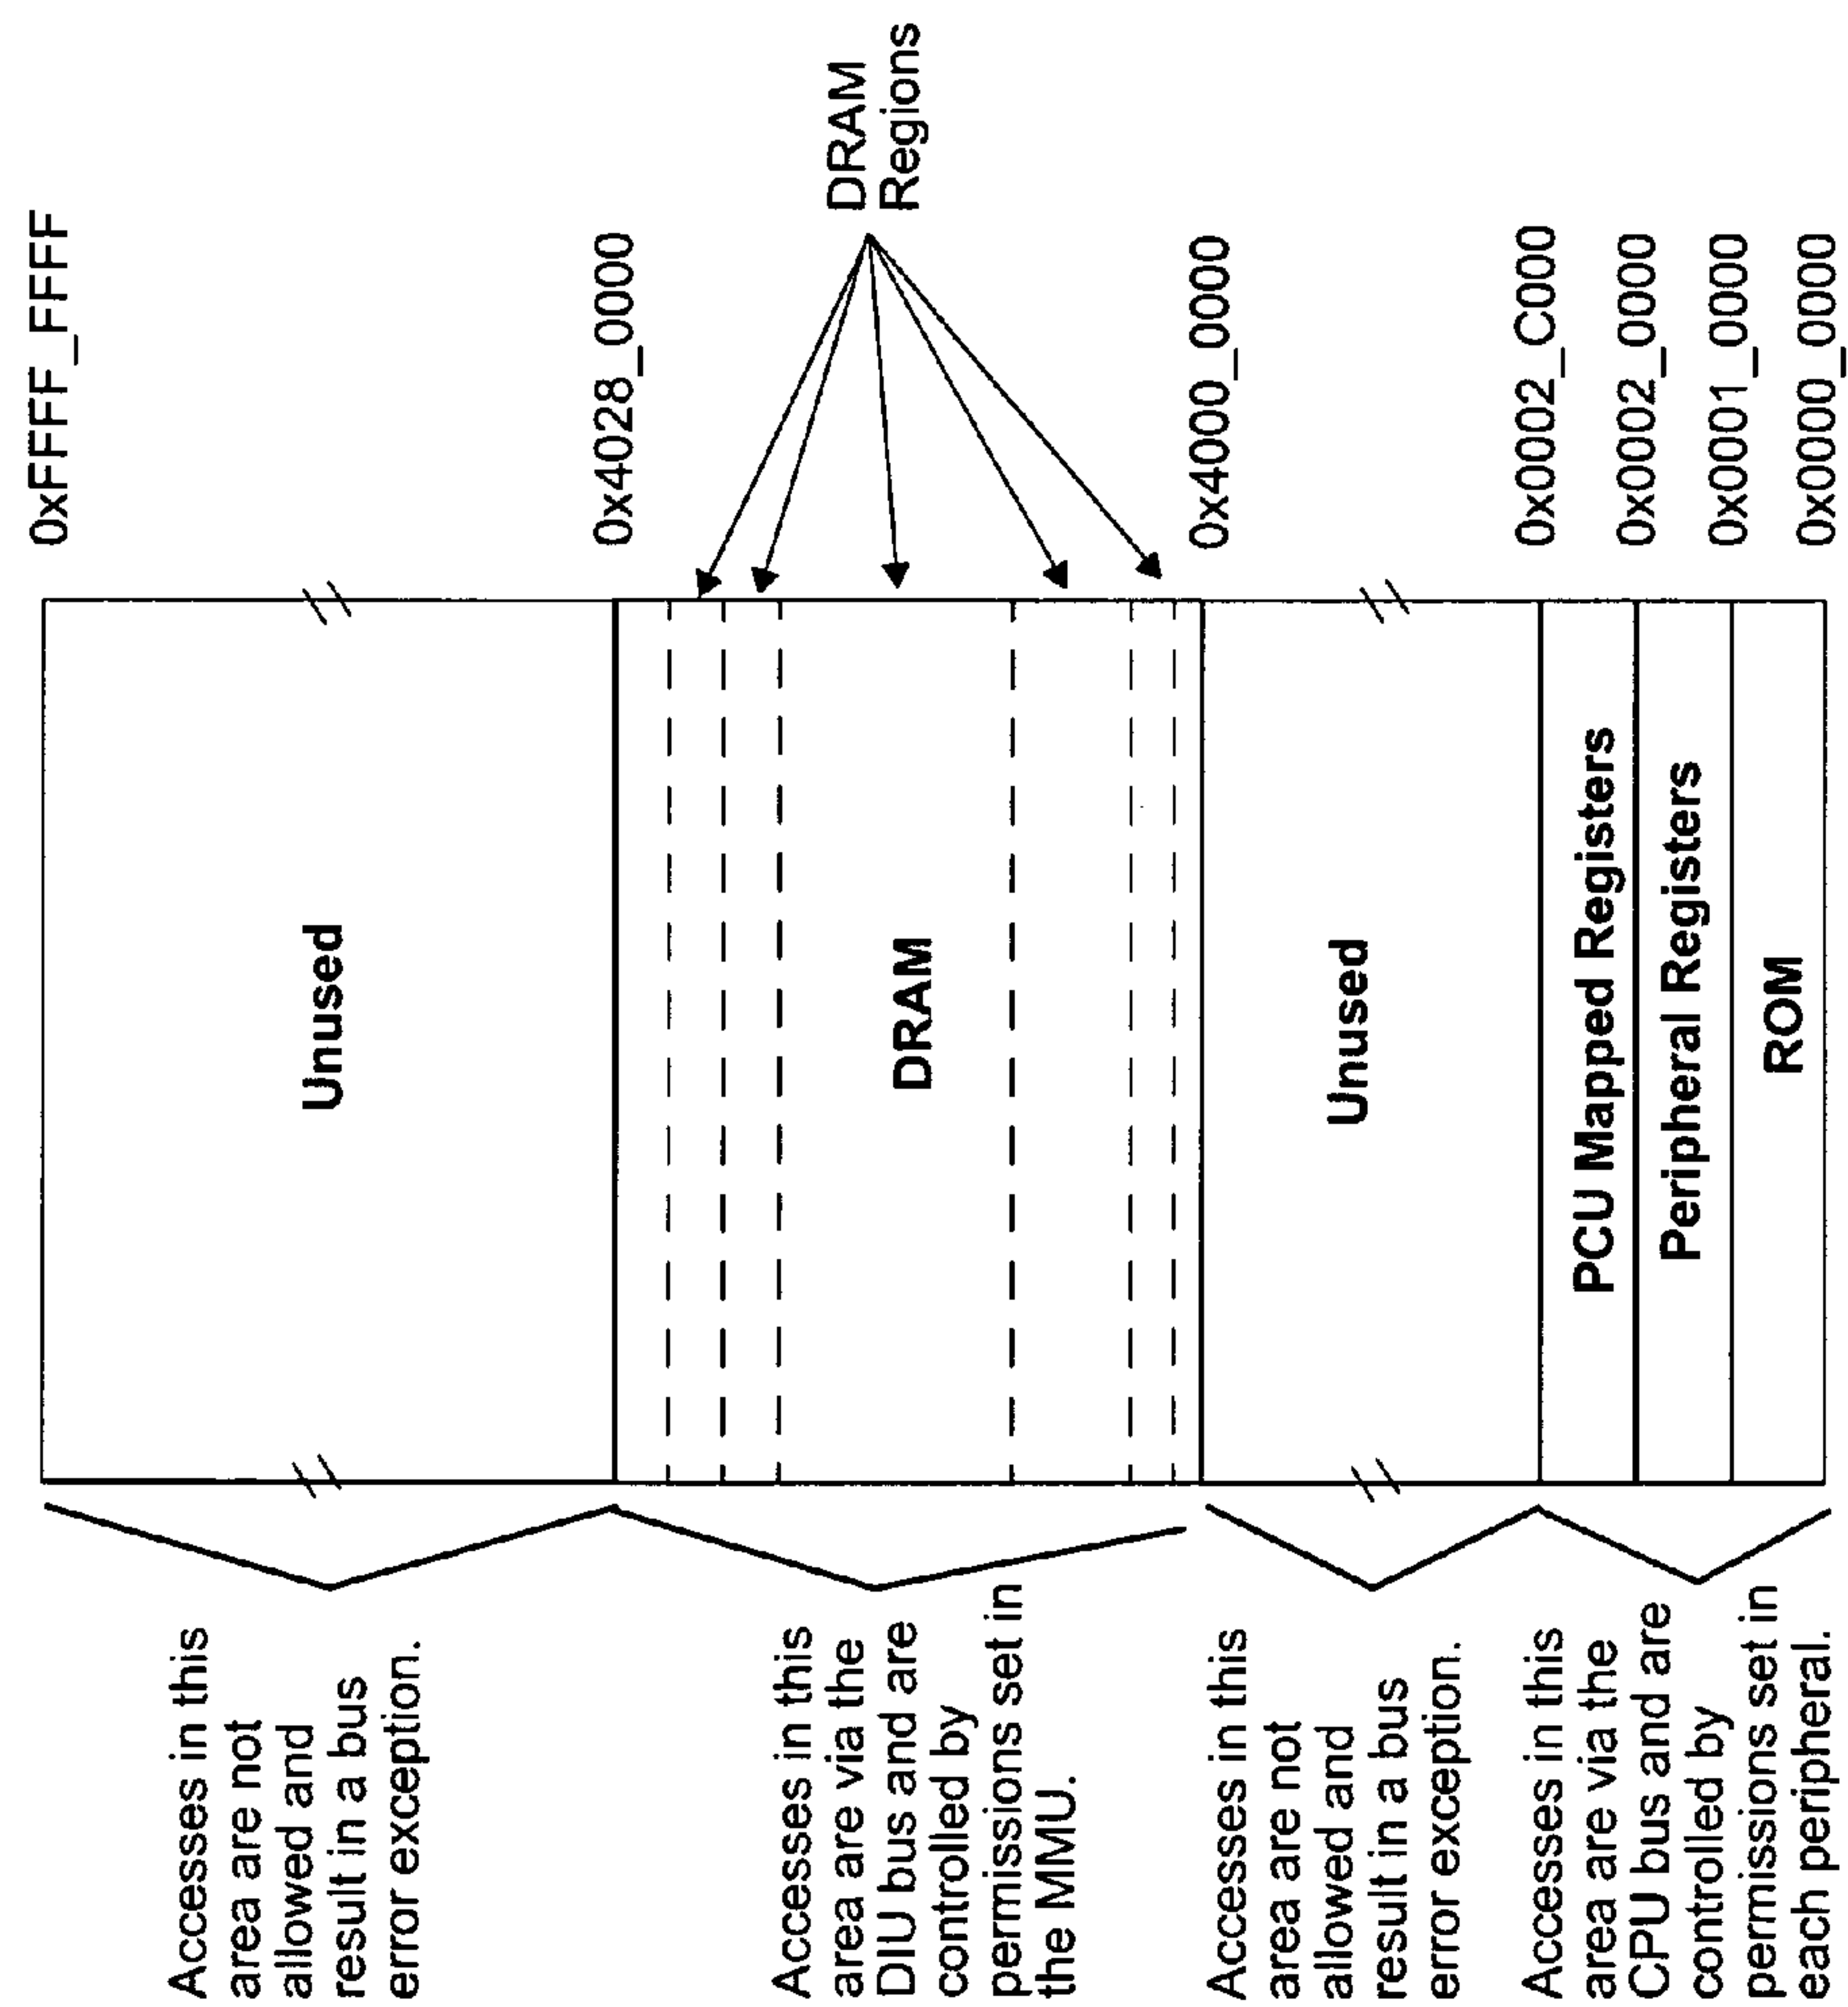 Accesses in this
area are not
allowed and
result in a bus
error exception.
Accesses in this
area are via the
DIU bus and are
controlled by
permissions set in
the MMU.
Accesses in this
area are not
allowed and
result in a bus
error exception.
Accesses in this
area are via the
CPU bus and are
controlled by
permissions set in
each peripheral.
Unused
DRAM
Unused
PCU Mapped Registers
Peripheral Registers
ROM
0xFFFF_FFFF
0x4028_0000
0x4000_0000
0x0002_C000
0x0002_0000
0x0001_0000
0x0000_0000
DRAM
Regions